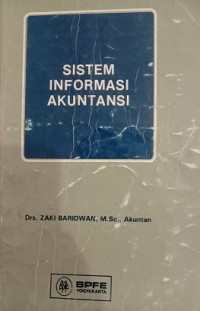 SISTEM
INFORMASI
AKUNTANSI
Drs. ZAKI BARIDWAN, M.Sc., Akuntan
BPFE
YOGYAKARTA